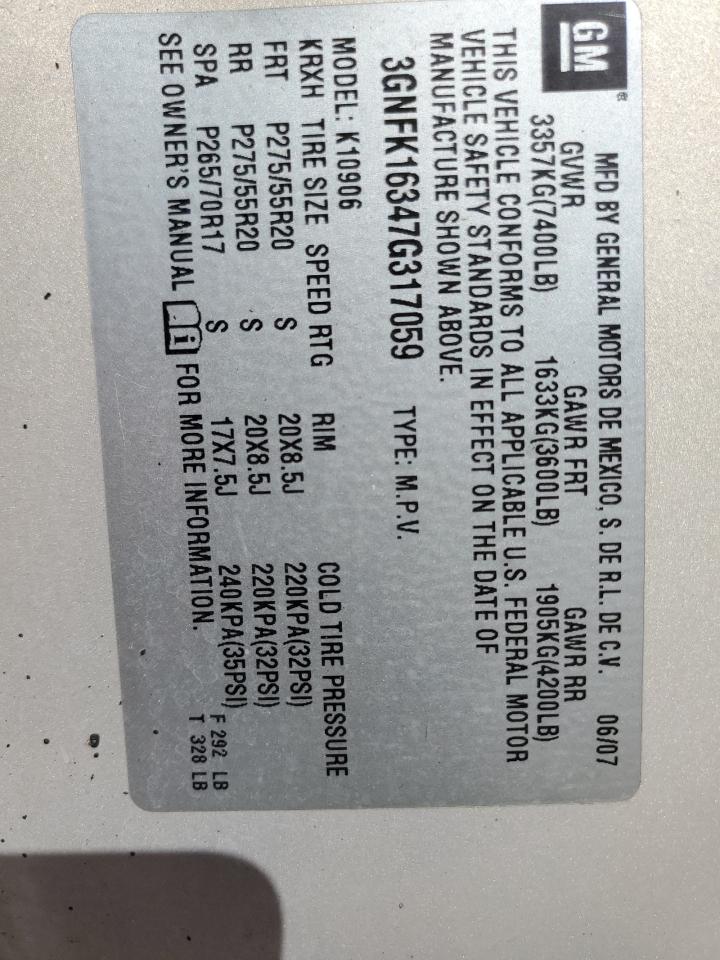 GM®
MFD BY GENERAL MOTORS DE MEXICO, S. DE R.L. DE C.V. 06/07
GVWR GAWR FRT GAWR RR
3357KG(7400LB) 1633KG(3600LB) 1905KG(4200LB)
THIS VEHICLE CONFORMS TO ALL APPLICABLE U.S. FEDERAL MOTOR
VEHICLE SAFETY STANDARDS IN EFFECT ON THE DATE OF
MANUFACTURE SHOWN ABOVE.
3GNFK16347G317059 TYPE: M.P.V.
MODEL: K10906
KRXH TIRE SIZE SPEED RTG RIM COLD TIRE PRESSURE
FRT P275/55R20 S 20X8.5J 220KPA(32PSI)
RR P275/55R20 S 20X8.5J 220KPA(32PSI)
SPA P265/70R17 S 17X7.5J 240KPA(35PSI) F 292 LB
SEE OWNER'S MANUAL i FOR MORE INFORMATION. T 328 LB